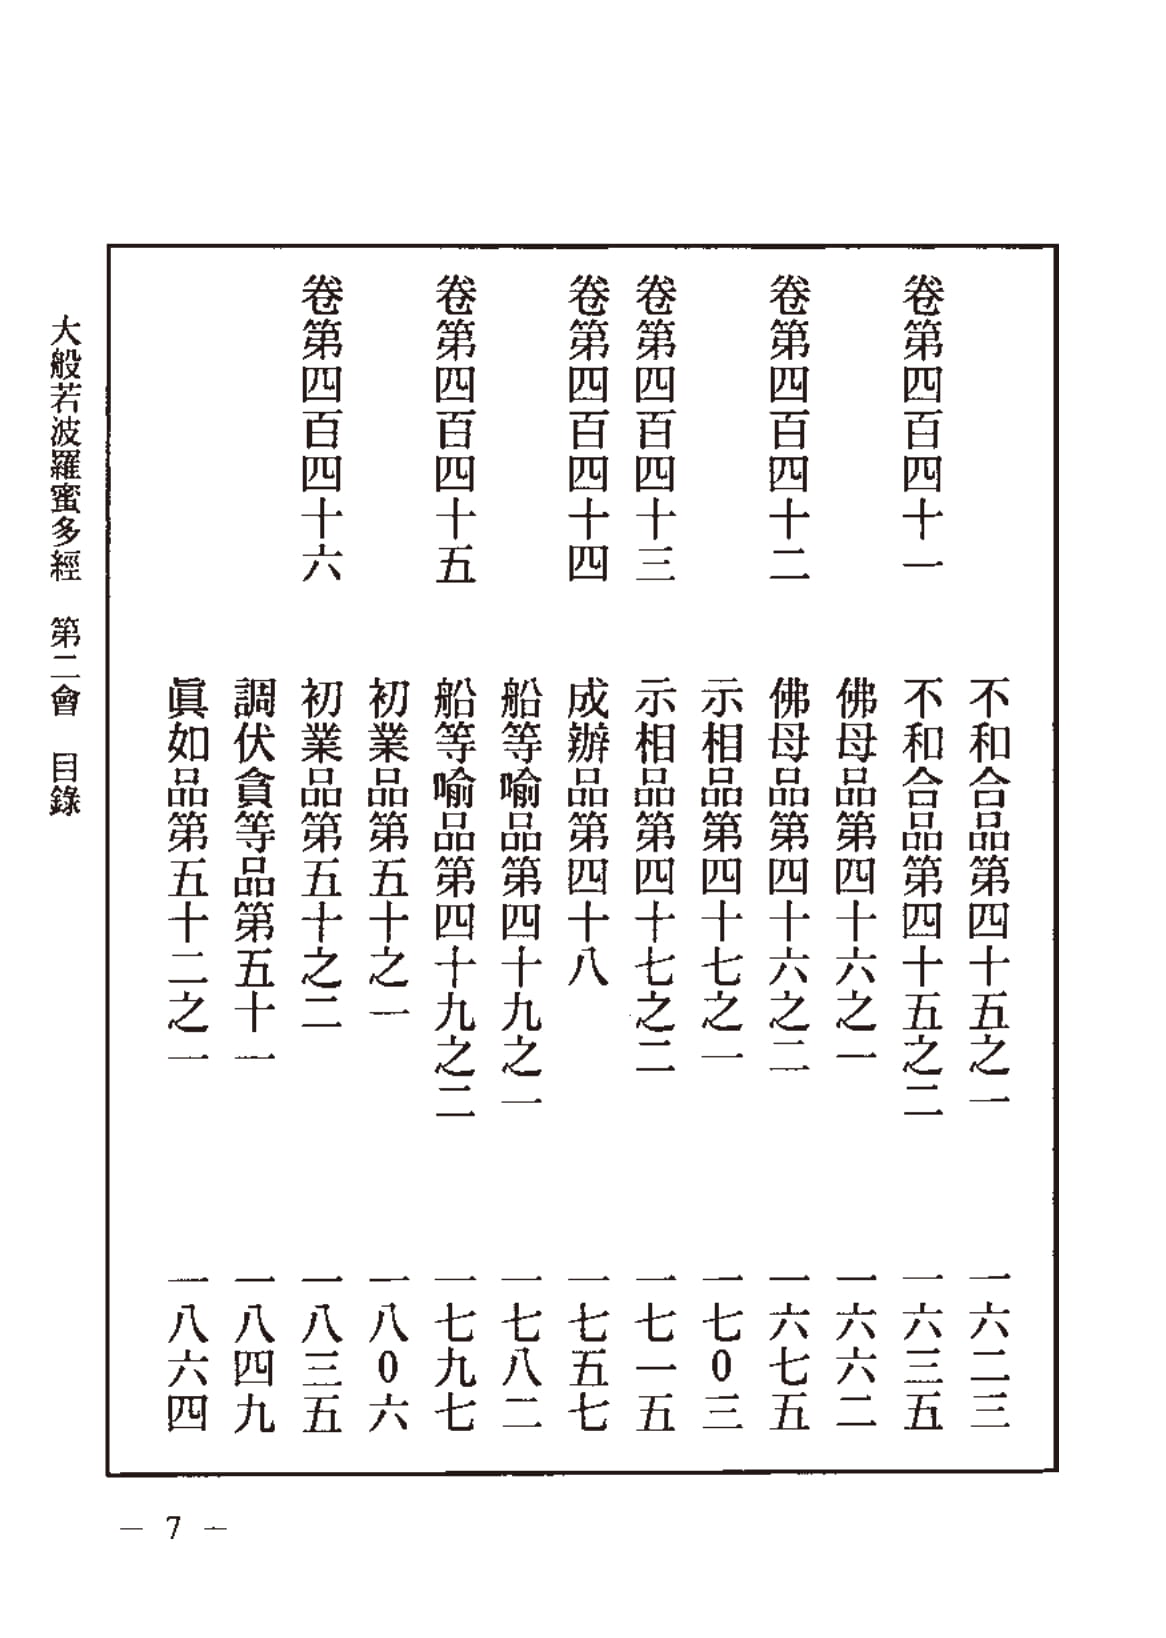 不和合品第四十五之一 一六二三
卷第四百四十一 不和合品第四十五之二 一六三五
佛母品第四十六之一 一六六二
卷第四百四十二 佛母品第四十六之二 一六七五
示相品第四十七之一 一七0三
卷第四百四十三 示相品第四十七之二 一七一五
卷第四百四十四 成辦品第四十八 一七五七
船等喻品第四十九之一 一七八二
卷第四百四十五 船等喻品第四十九之二 一七九七
初業品第五十之一 一八0六
卷第四百四十六 初業品第五十之二 一八三五
調伏貪等品第五十一 一八四九
眞如品第五十二之一 一八六四
大般若波羅蜜多經 第二會 目錄
— 7 —